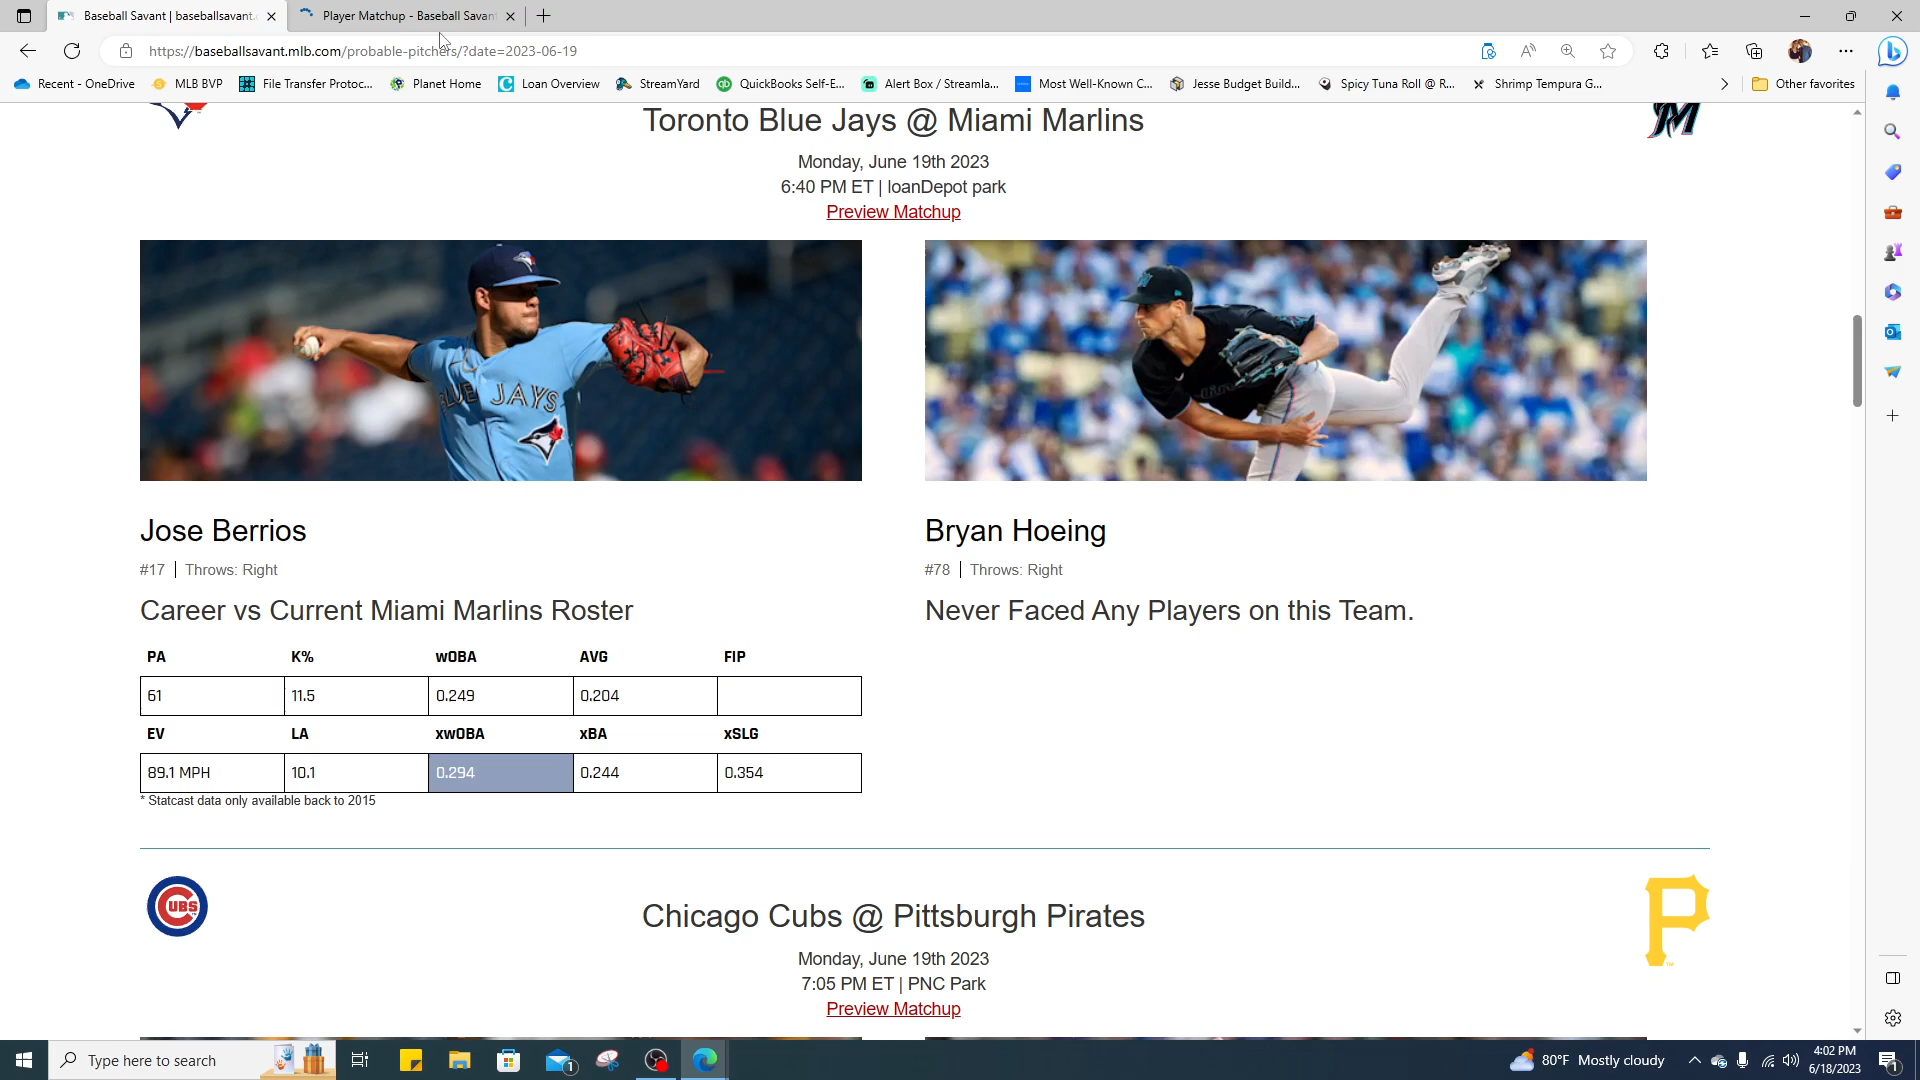 Baseball Savant | baseballsavant.
Player Matchup - Baseball Savant
https://baseballsavant.mlb.com/probable-pitchers/?date=2023-06-19
Recent - OneDrive
MLB BVP
File Transfer Protoc...
Planet Home
Loan Overview
StreamYard
QuickBooks Self-E...
Alert Box / Streamla...
Most Well-Known C...
Jesse Budget Build...
Spicy Tuna Roll @ R...
Shrimp Tempura G...
Other favorites
Toronto Blue Jays @ Miami Marlins
Monday, June 19th 2023
6:40 PM ET | loanDepot park
Preview Matchup
BLUE JAYS
Jose Berrios
#17 | Throws: Right
Career vs Current Miami Marlins Roster
PA K% wOBA AVG FIP
61 11.5 0.249 0.204
EV LA xwOBA xBA xSLG
89.1 MPH 10.1 0.294 0.244 0.354
* Statcast data only available back to 2015
Bryan Hoeing
#78 | Throws: Right
Never Faced Any Players on this Team.
CUBS
Chicago Cubs @ Pittsburgh Pirates
P
Monday, June 19th 2023
7:05 PM ET | PNC Park
Preview Matchup
Type here to search
1
80°F Mostly cloudy
4:02 PM
6/18/2023
1